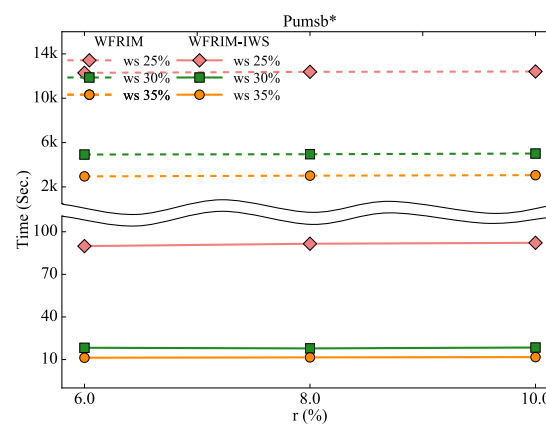 Pumsb*
WFRIM WFRIM-IWS
ws 25% ws 25%
ws 30% ws 30%
ws 35% ws 35%
14k
10k
6k
2k
100
70
40
10
Time (Sec.)
6.0 8.0 10.0
r (%)